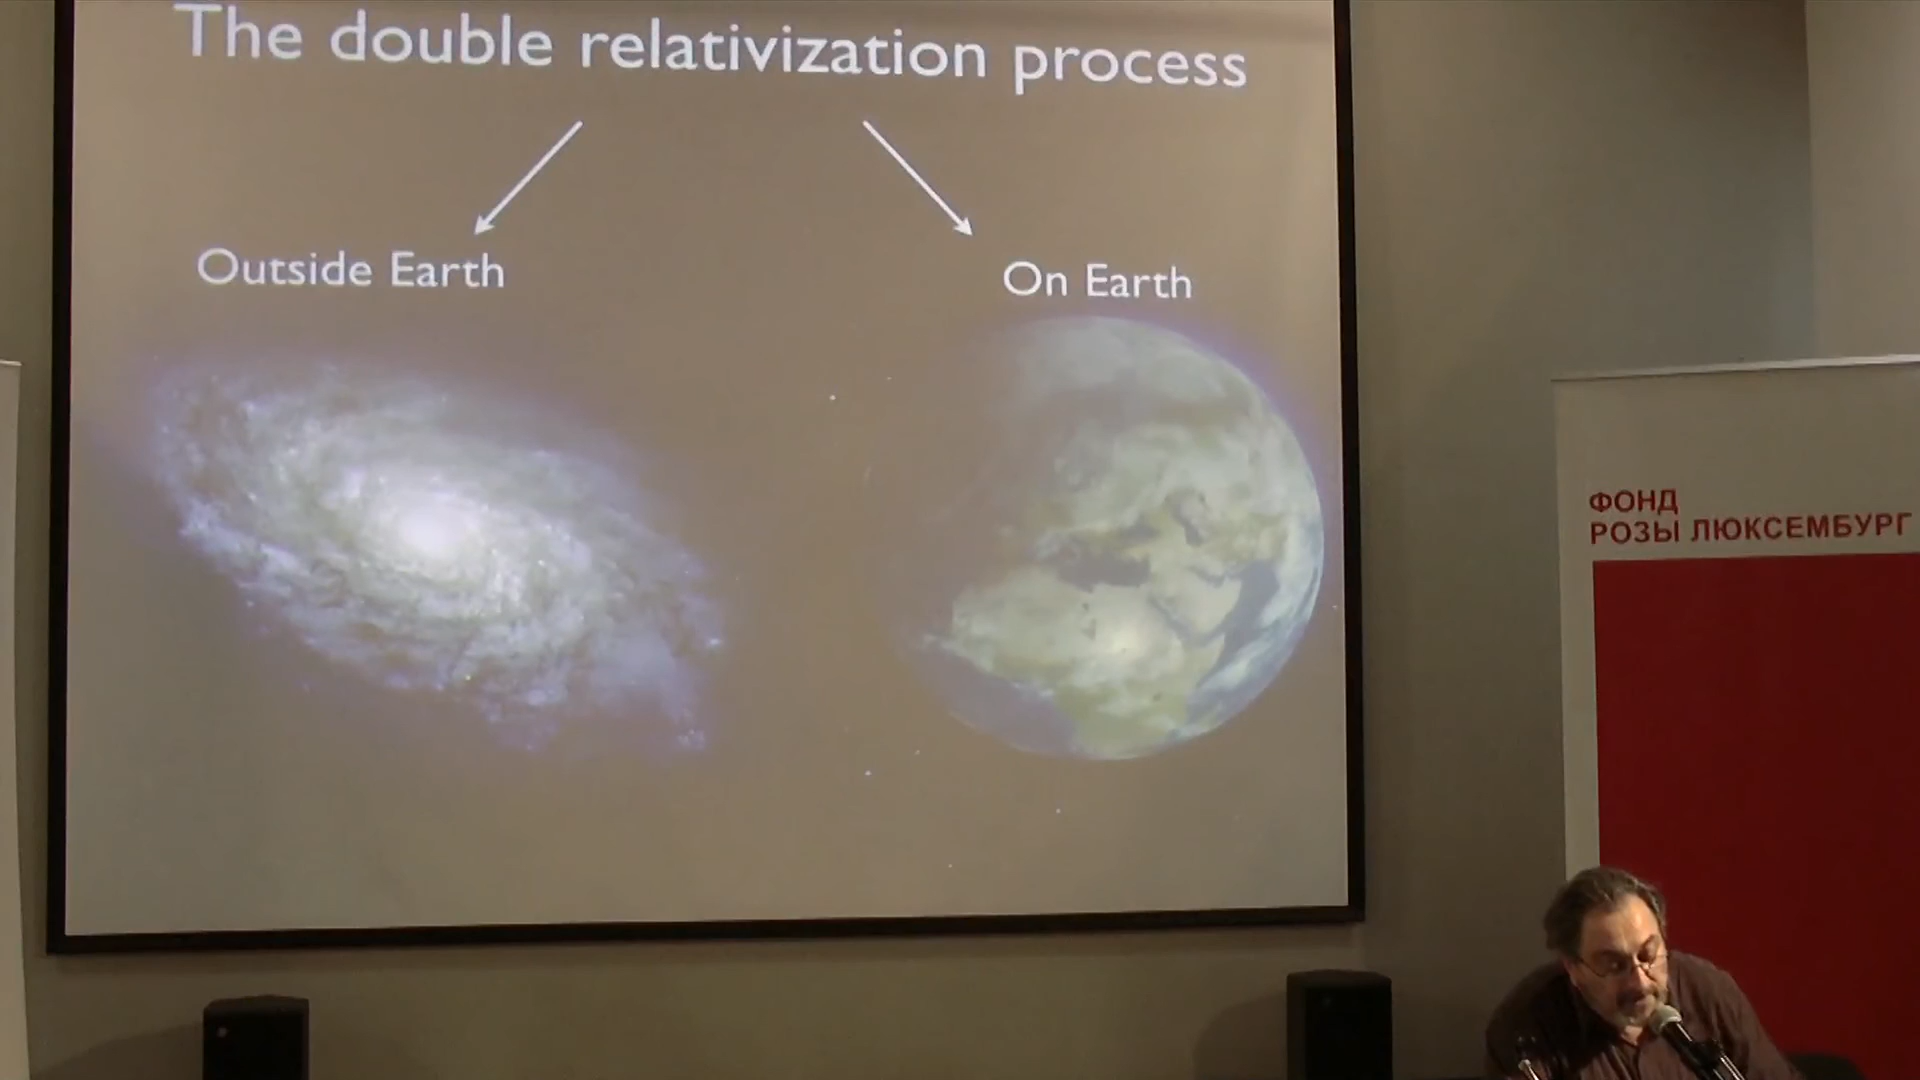 The double relativization process
Outside Earth
On Earth
ФОНД
РОЗЫ ЛЮКСЕМБУРГ